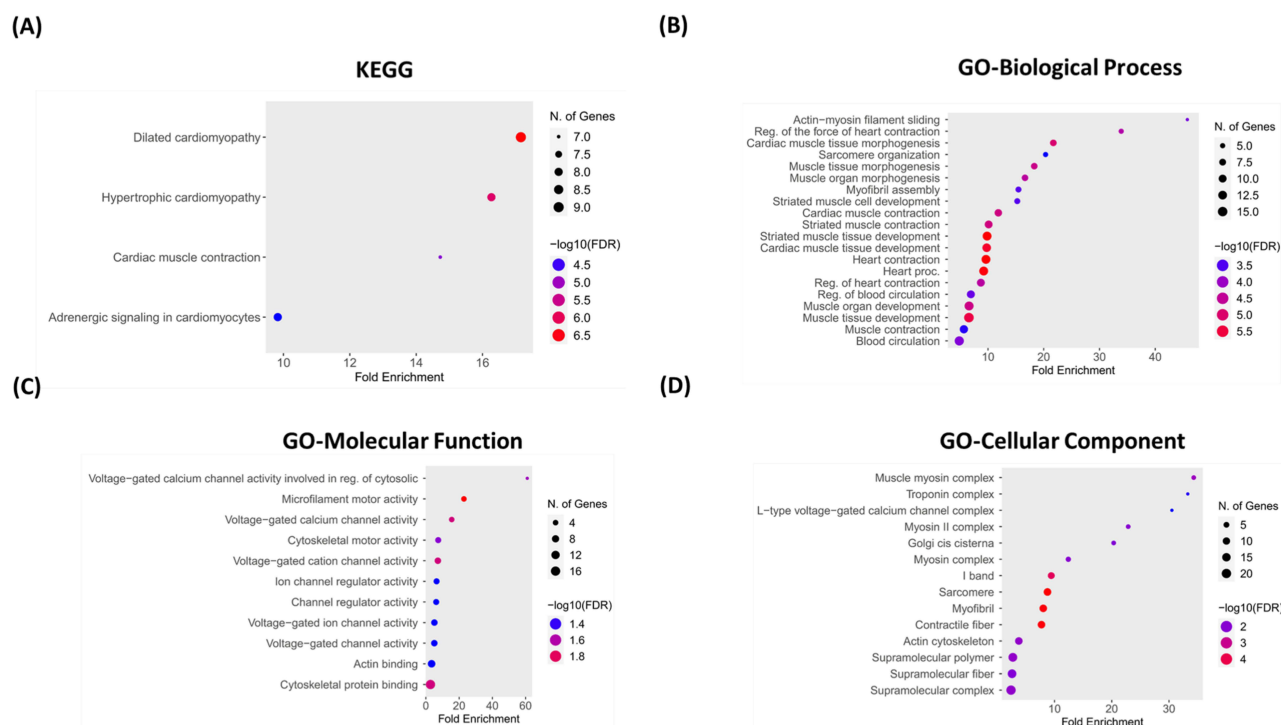 (A)
KEGG
Dilated cardiomyopathy
Hypertrophic cardiomyopathy
Cardiac muscle contraction
Adrenergic signaling in cardiomyocytes
10 12 14 16
Fold Enrichment
N. of Genes
7.0
7.5
8.0
8.5
9.0
−log10(FDR)
4.5
5.0
5.5
6.0
6.5
(B)
GO-Biological Process
Actin−myosin filament sliding
Reg. of the force of heart contraction
Cardiac muscle tissue morphogenesis
Sarcomere organization
Muscle tissue morphogenesis
Muscle organ morphogenesis
Myofibril assembly
Striated muscle cell development
Cardiac muscle contraction
Striated muscle contraction
Striated muscle tissue development
Cardiac muscle tissue development
Heart contraction
Heart proc.
Reg. of heart contraction
Reg. of blood circulation
Muscle organ development
Muscle tissue development
Muscle contraction
Blood circulation
10 20 30 40
Fold Enrichment
N. of Genes
5.0
7.5
10.0
12.5
15.0
−log10(FDR)
3.5
4.0
4.5
5.0
5.5
(C)
GO-Molecular Function
Voltage−gated calcium channel activity involved in reg. of cytosolic
Microfilament motor activity
Voltage−gated calcium channel activity
Cytoskeletal motor activity
Voltage−gated cation channel activity
Ion channel regulator activity
Channel regulator activity
Voltage−gated ion channel activity
Voltage−gated channel activity
Actin binding
Cytoskeletal protein binding
0 20 40 60
Fold Enrichment
N. of Genes
4
8
12
16
−log10(FDR)
1.4
1.6
1.8
(D)
GO-Cellular Component
Muscle myosin complex
Troponin complex
L−type voltage−gated calcium channel complex
Myosin II complex
Golgi cis cisterna
Myosin complex
I band
Sarcomere
Myofibril
Contractile fiber
Actin cytoskeleton
Supramolecular polymer
Supramolecular fiber
Supramolecular complex
10 20 30
Fold Enrichment
N. of Genes
5
10
15
20
−log10(FDR)
2
3
4